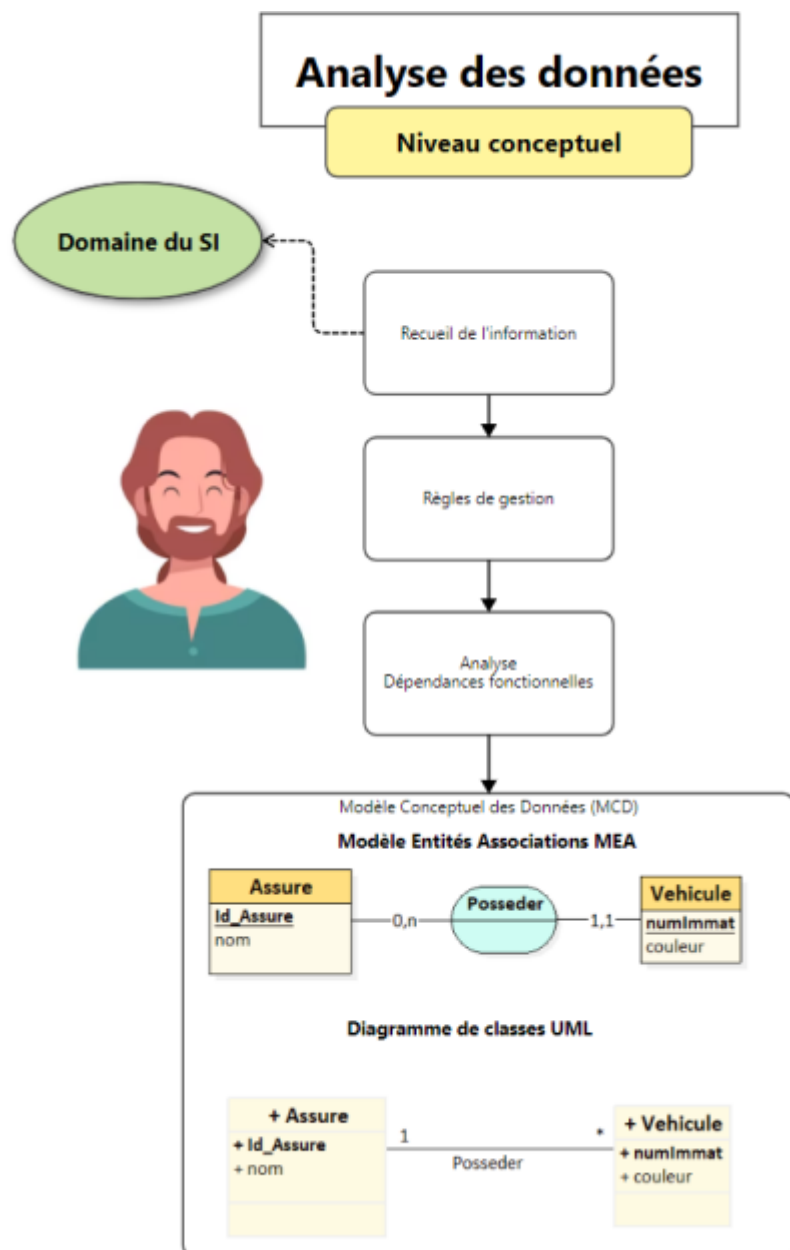 Analyse des données
Niveau conceptuel
Domaine du SI
Recueil de l'information
Règles de gestion
Analyse
Dépendances fonctionnelles
Modèle Conceptuel des Données (MCD)
Modèle Entités Associations MEA
Assure
Id_Assure
nom
0,n
Posseder
1,1
Vehicule
numImmat
couleur
Diagramme de classes UML
+ Assure
+ Id_Assure
+ nom
1
*
Posseder
+ Vehicule
+ numImmat
+ couleur